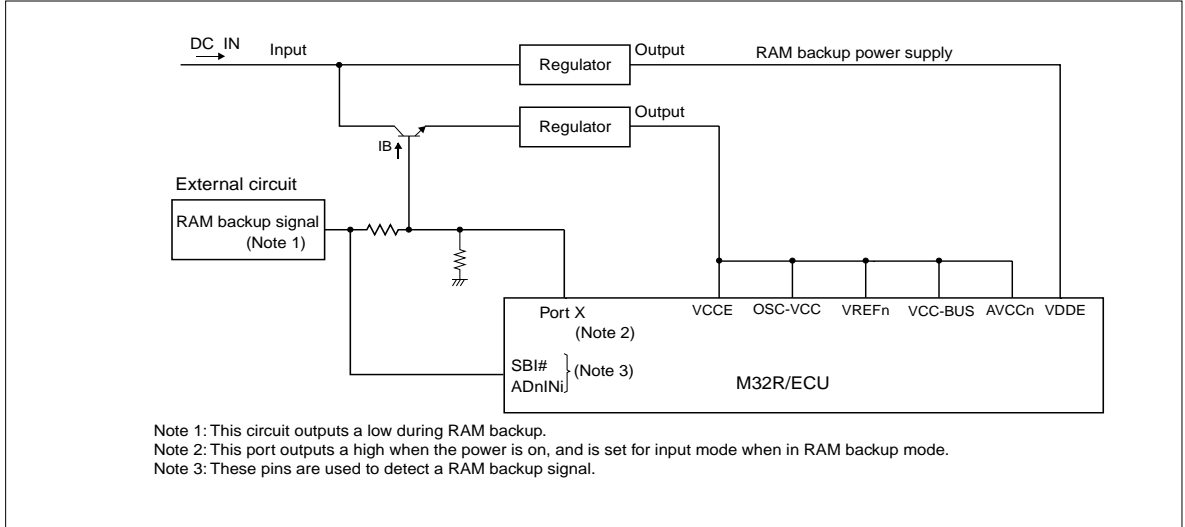 DC IN
Input
Regulator
Output
RAM backup power supply
Regulator
Output
IB
External circuit
RAM backup signal
(Note 1)
Port X
(Note 2)
VCCE
OSC-VCC
VREFn
VCC-BUS
AVCCn
VDDE
SBI#
ADnINi
(Note 3)
M32R/ECU
Note 1: This circuit outputs a low during RAM backup.
Note 2: This port outputs a high when the power is on, and is set for input mode when in RAM backup mode.
Note 3: These pins are used to detect a RAM backup signal.